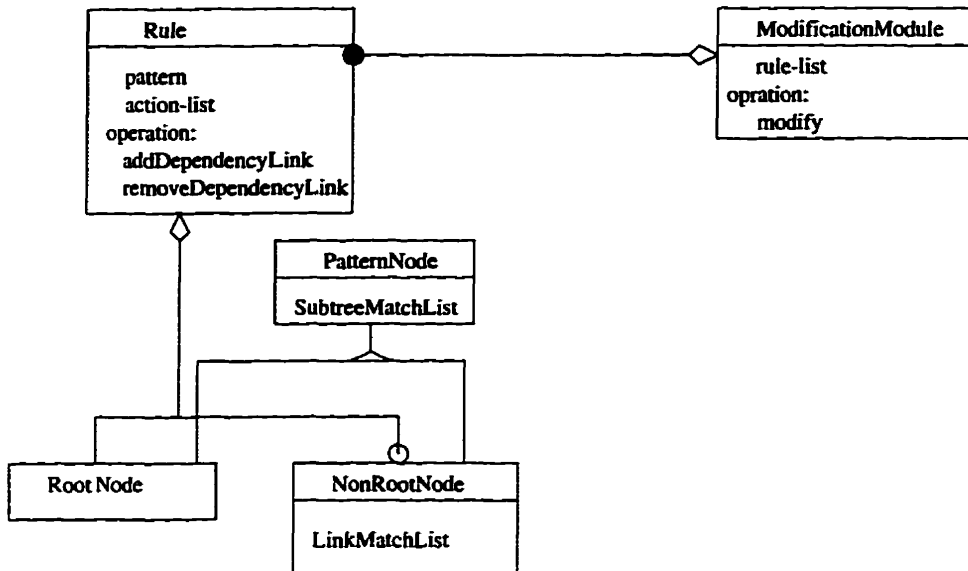 Rule
pattern
action-list
operation:
addDependencyLink
removeDependencyLink
ModificationModule
rule-list
opration:
modify
PatternNode
SubtreeMatchList
Root Node
NonRootNode
LinkMatchList